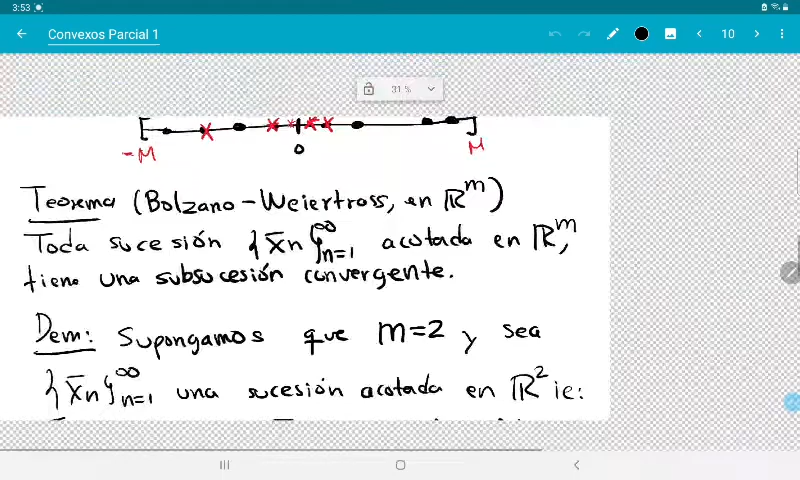 3:53
Convexos Parcial 1
10
31 %
-M
0
M
Teorema (Bolzano-Weiertross, en ℝ^m)
Toda sucesión {x̄n}_{n=1}^∞ acotada en ℝ^m,
tiene una subsucesión convergente.
Dem: Supongamos que m=2 y sea
{x̄n}_{n=1}^∞ una sucesión acotada en ℝ² ie: